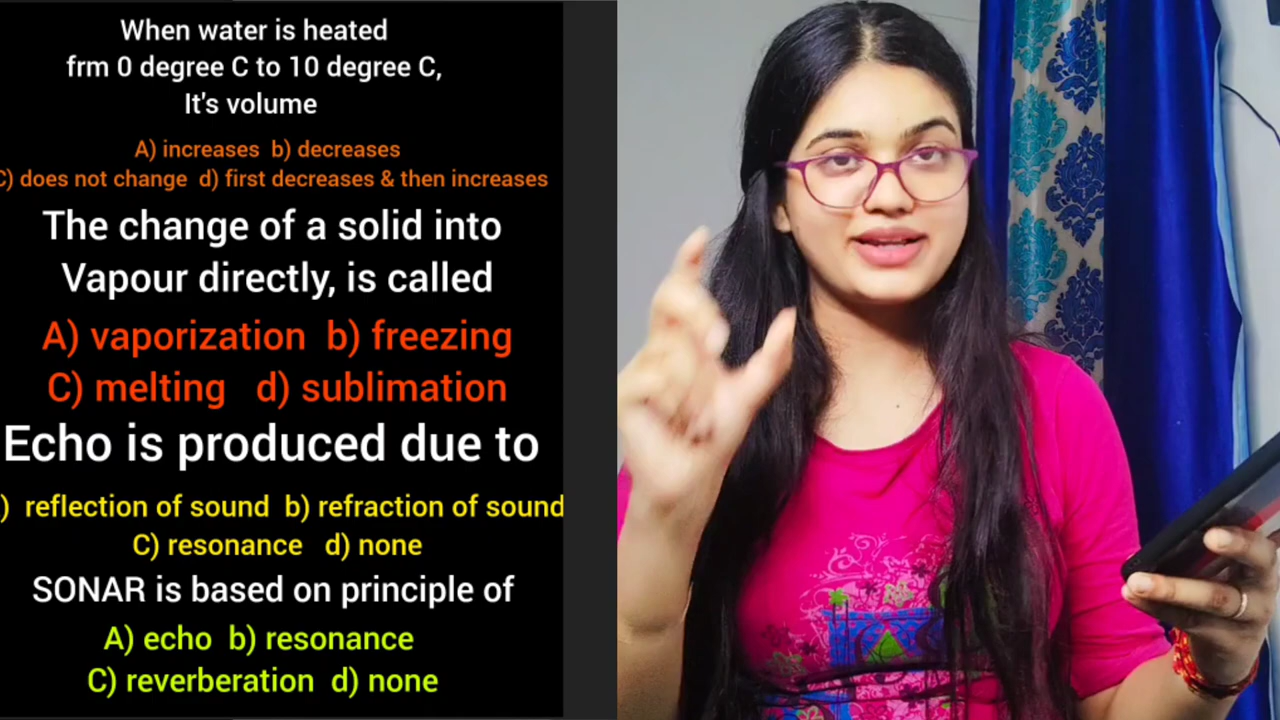 When water is heated
frm 0 degree C to 10 degree C,
It's volume
A) increases b) decreases
C) does not change d) first decreases & then increases
The change of a solid into
Vapour directly, is called
A) vaporization b) freezing
C) melting d) sublimation
Echo is produced due to
) reflection of sound b) refraction of sound
C) resonance d) none
SONAR is based on principle of
A) echo b) resonance
C) reverberation d) none